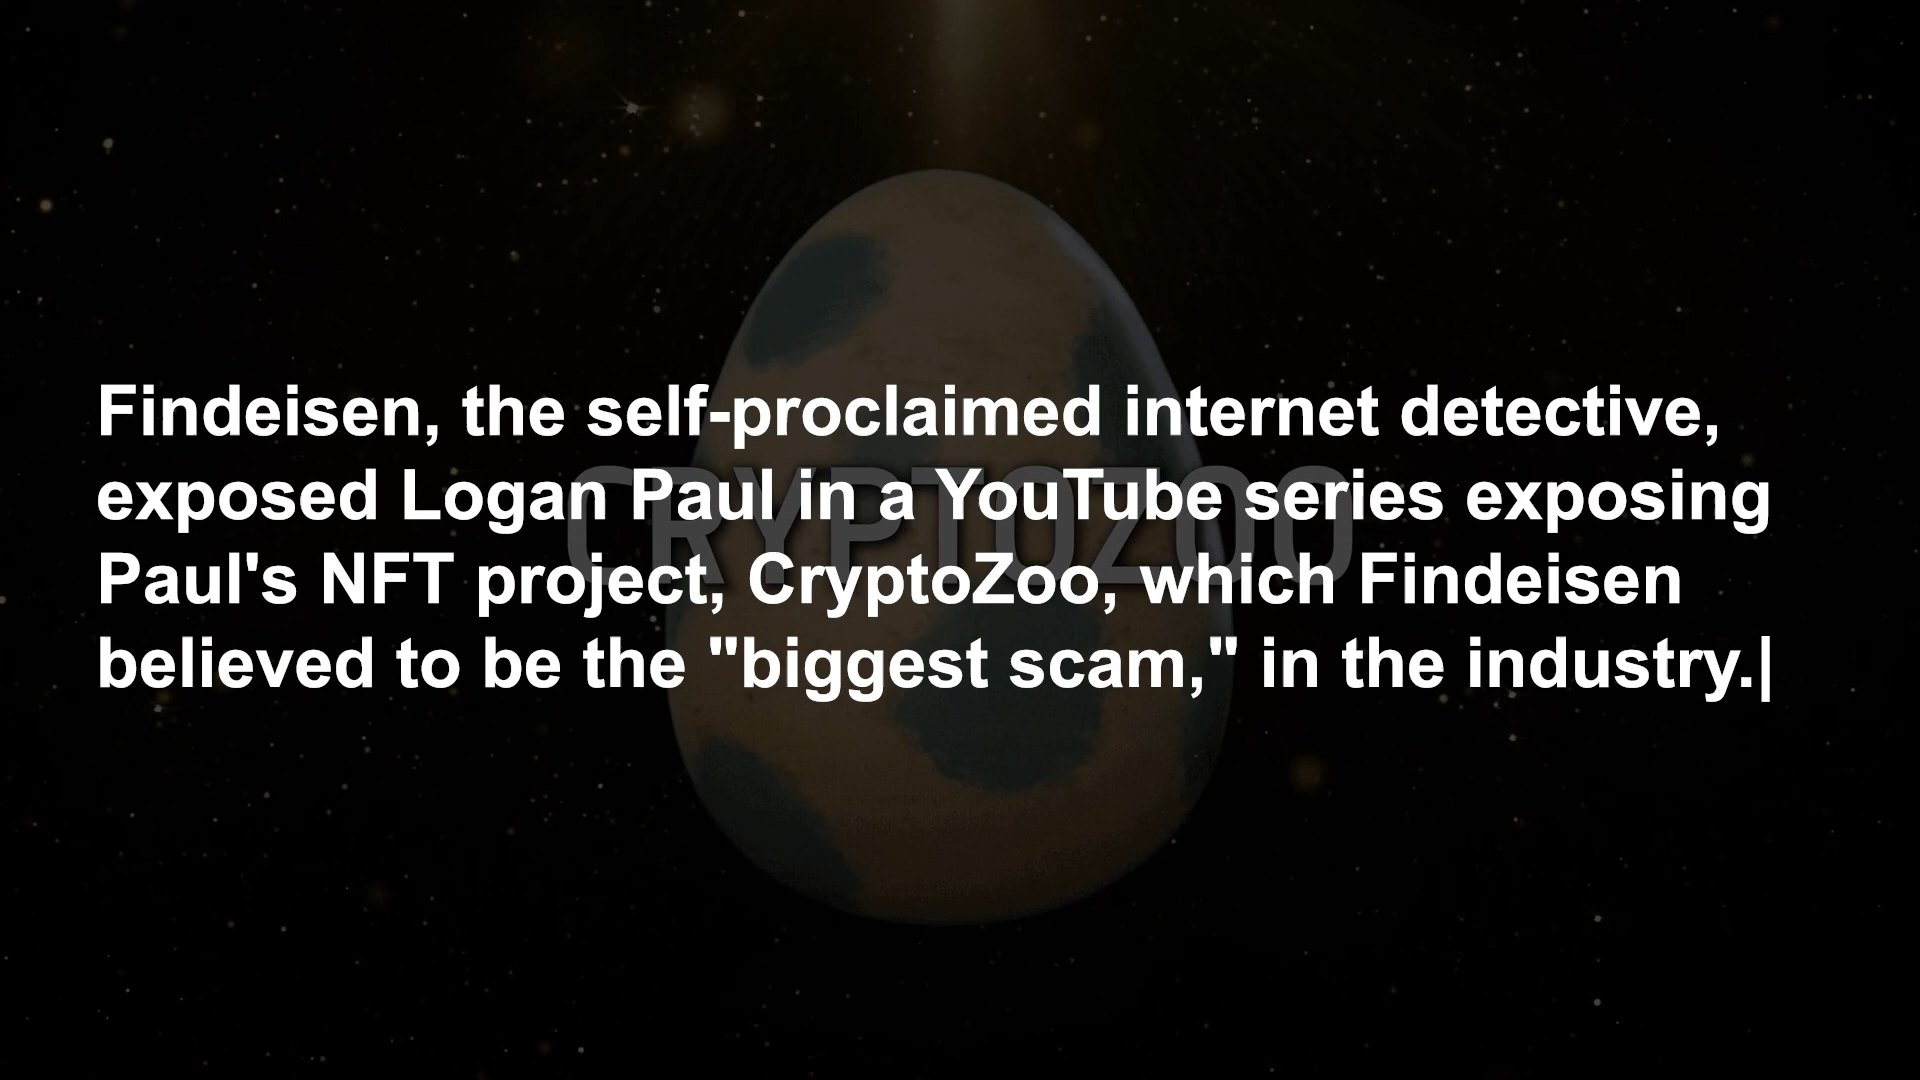 Findeisen, the self-proclaimed internet detective,
exposed Logan Paul in a YouTube series exposing
CRYPTOZOO
Paul's NFT project, CryptoZoo, which Findeisen
believed to be the "biggest scam," in the industry.|